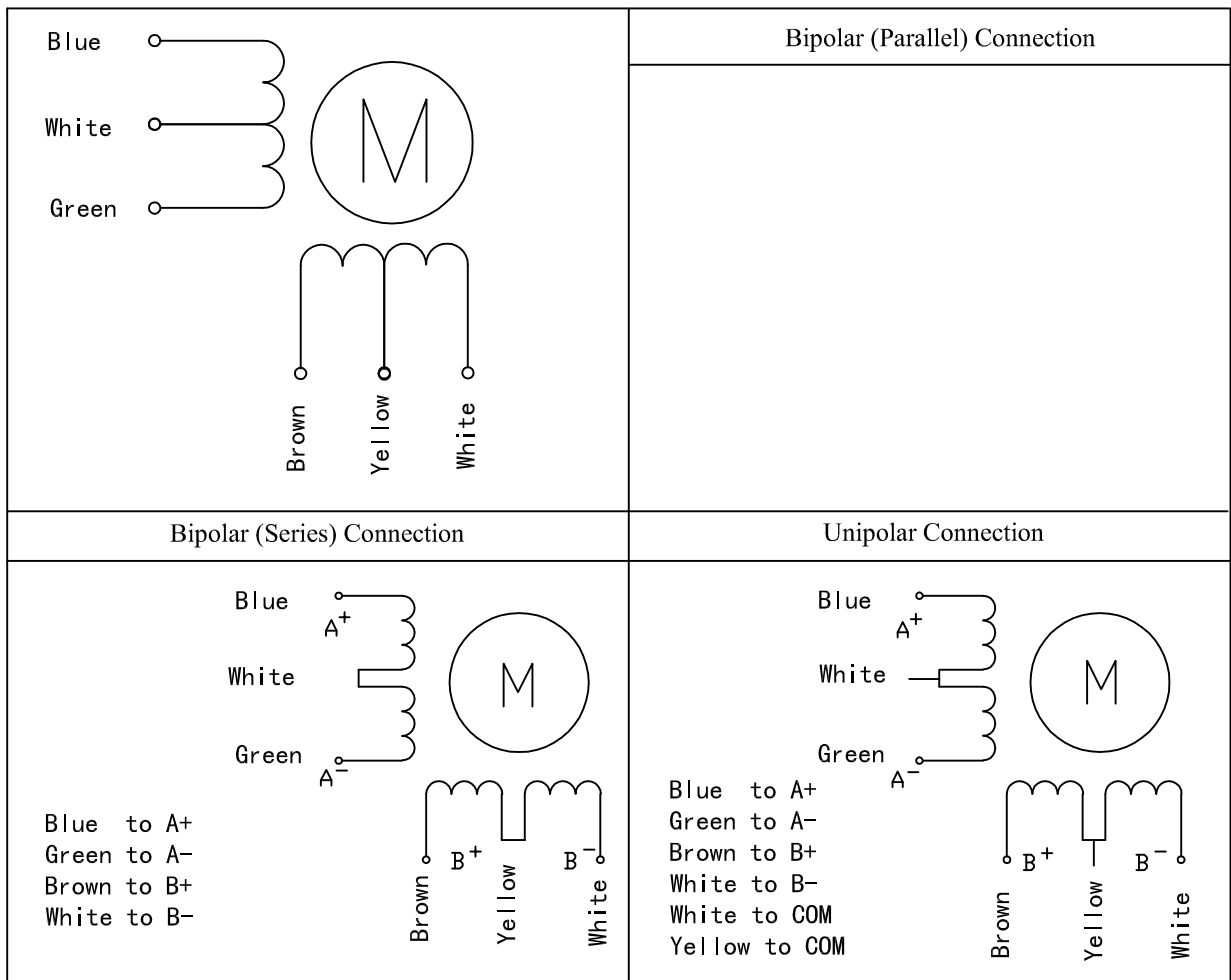 Blue
White
Green
M
Brown
Yellow
White
Bipolar (Parallel) Connection
Bipolar (Series) Connection
Blue
A+
White
Green
A-
M
Blue to A+
Green to A-
Brown to B+
White to B-
B+
B-
Brown
Yellow
White
Unipolar Connection
Blue
A+
White
Green
A-
M
Blue to A+
Green to A-
Brown to B+
White to B-
White to COM
Yellow to COM
B+
B-
Brown
Yellow
White